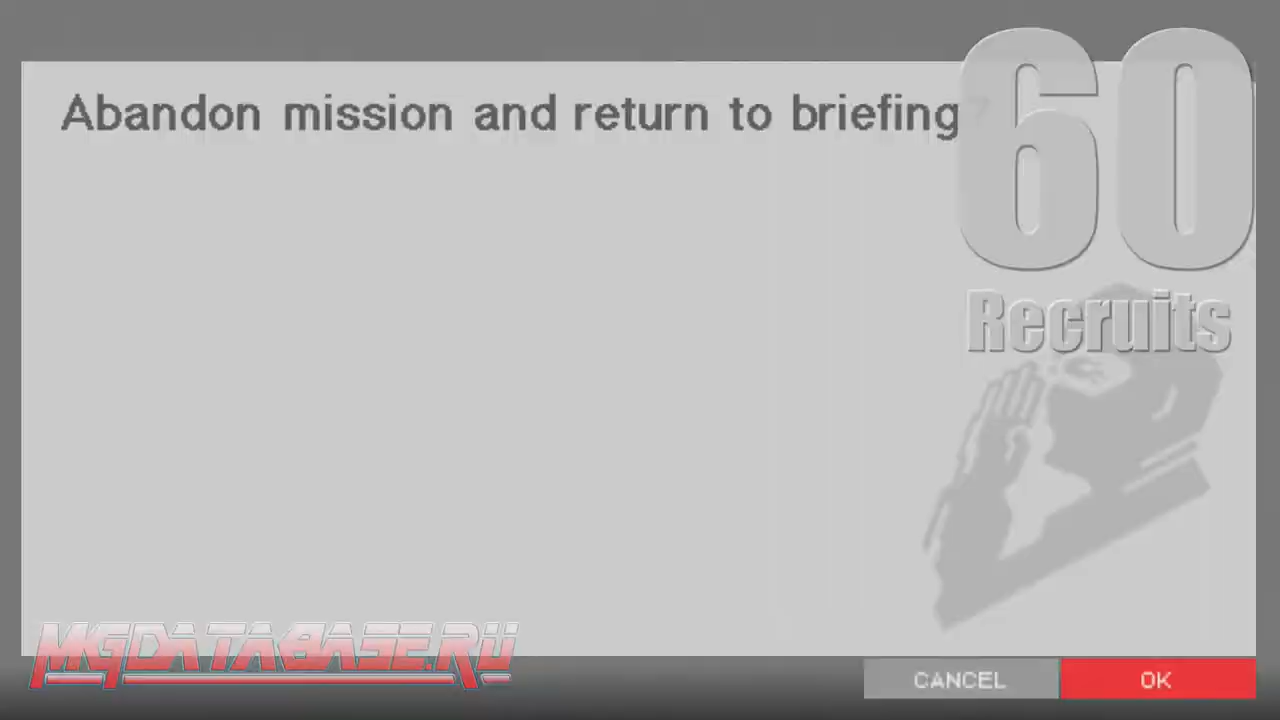 Abandon mission and return to briefing?
60
Recruits
MGDATABASE.RU
CANCEL
OK